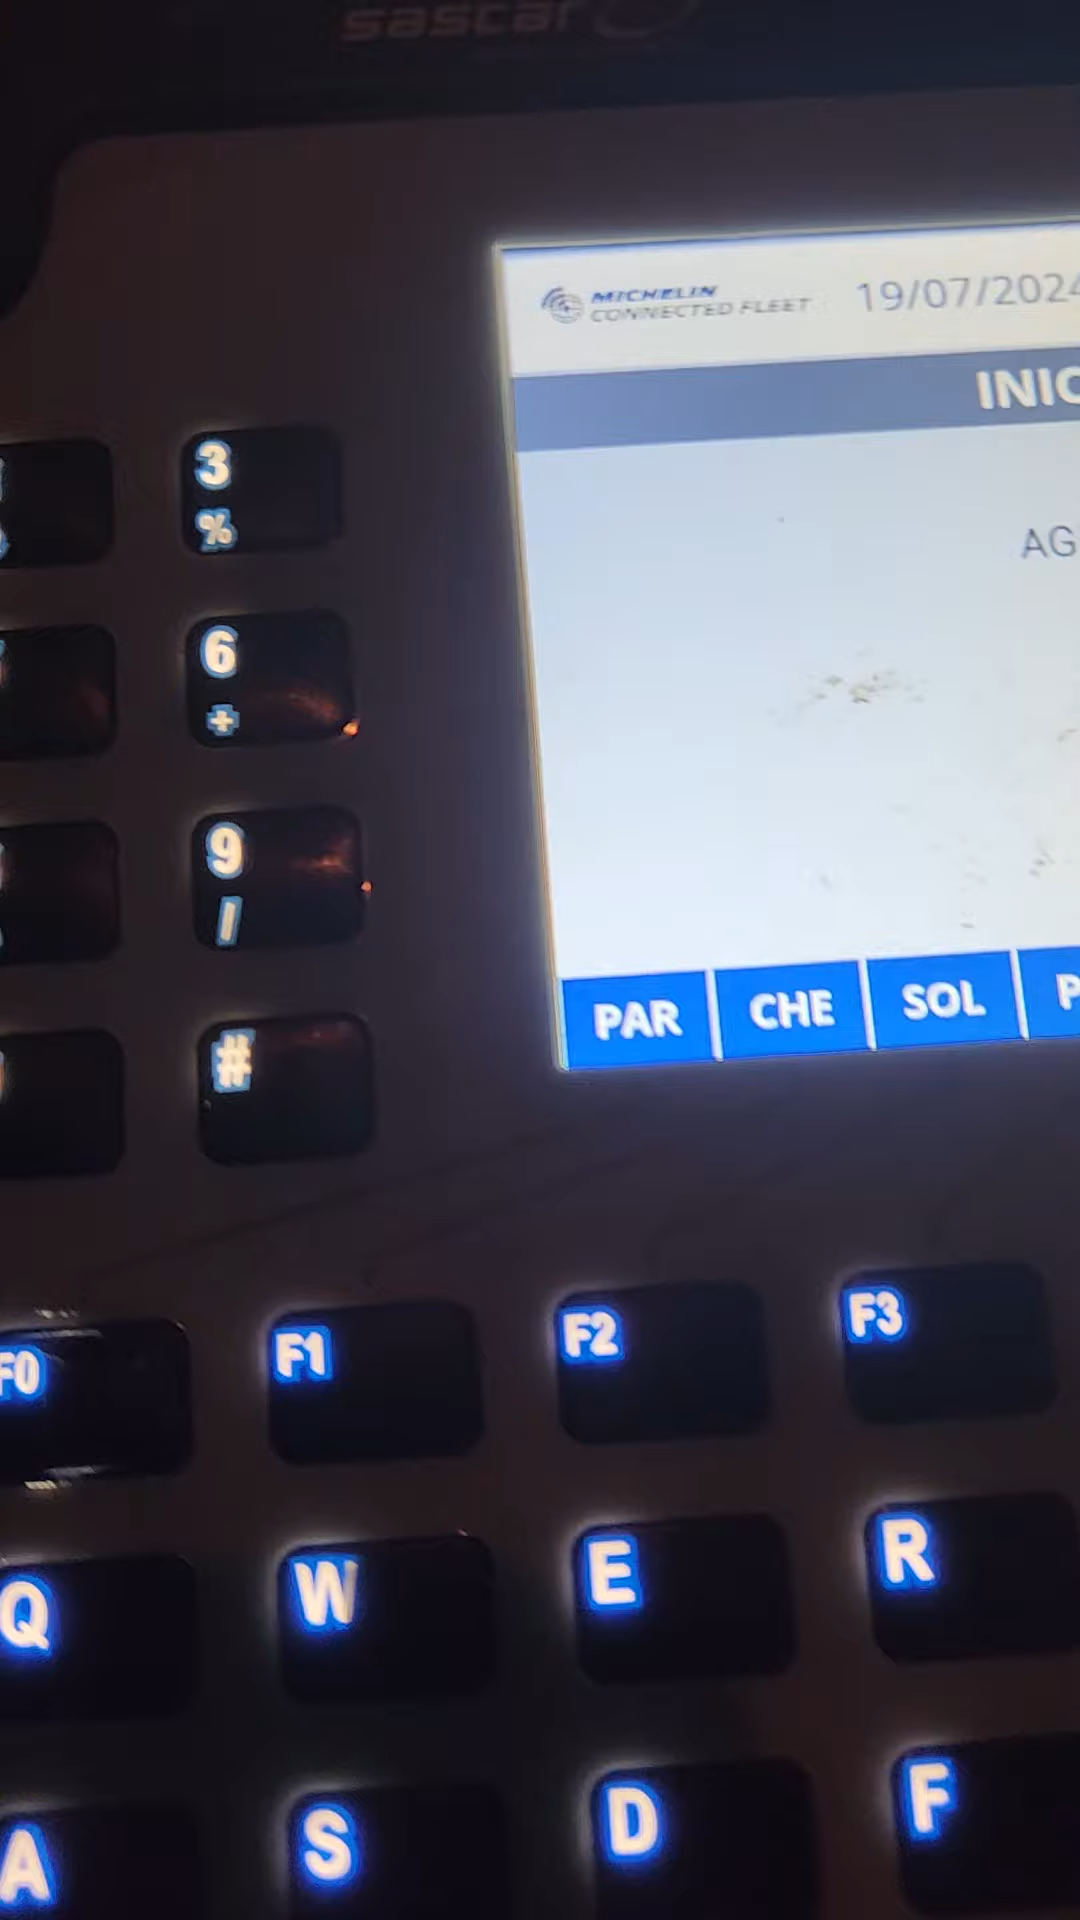 sascar
MICHELIN
CONNECTED FLEET
19/07/2024
INIC
AG
PAR CHE SOL P
3
%
6
+
9
/
#
F0 F1 F2 F3
Q W E R
A S D F